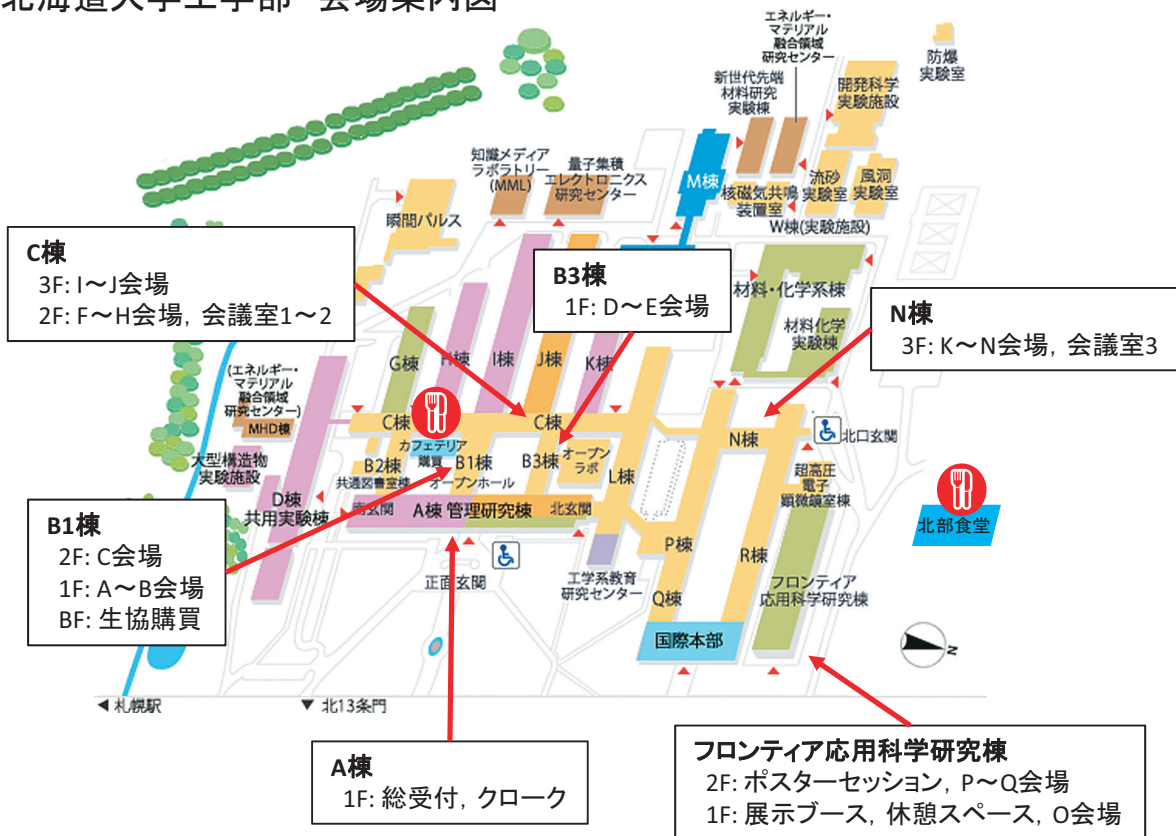 北海道大学工学部 会場案内図
エネルギー・
マテリアル
融合領域
研究センター
防爆
実験室
新世代先端
材料研究
実験棟
開発科学
実験施設
知識メディア
ラボラトリー
(MML)
量子集積
エレクトロニクス
研究センター
M棟
核磁気共鳴
装置室
流砂
実験室
風洞
実験室
W棟(実験施設)
瞬間パルス
C棟
3F: I～J会場
2F: F～H会場, 会議室1～2
B3棟
1F: D～E会場
材料・化学系棟
材料化学
実験棟
N棟
3F: K～N会場, 会議室3
G棟
H棟
I棟
J棟
K棟
(エネルギー・
マテリアル
融合領域
研究センター)
MHD棟
C棟
C棟
N棟
北口玄関
カフェテリア
購買
B2棟
共通図書室棟
B1棟
オープンホール
B3棟
オープン
ラボ
L棟
大型構造物
実験施設
超高圧
電子
顕微鏡室棟
D棟
共用実験棟
南玄関
A棟 管理研究棟
北玄関
北部食堂
B1棟
2F: C会場
1F: A～B会場
BF: 生協購買
P棟
R棟
正面玄関
工学系教育
研究センター
フロンティア
応用科学研究棟
Q棟
国際本部
N
札幌駅
北13条門
A棟
1F: 総受付, クローク
フロンティア応用科学研究棟
2F: ポスターセッション, P～Q会場
1F: 展示ブース, 休憩スペース, O会場